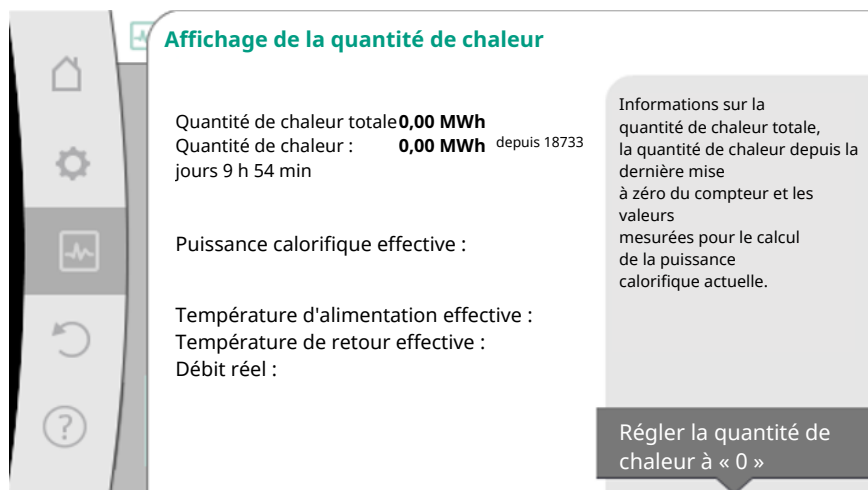 Affichage de la quantité de chaleur
Quantité de chaleur totale 0,00 MWh
Quantité de chaleur : 0,00 MWh depuis 18733
jours 9 h 54 min
Puissance calorifique effective :
Température d'alimentation effective :
Température de retour effective :
Débit réel :
Informations sur la
quantité de chaleur totale,
la quantité de chaleur depuis la
dernière mise
à zéro du compteur et les
valeurs
mesurées pour le calcul
de la puissance
calorifique actuelle.
Régler la quantité de
chaleur à « 0 »
?